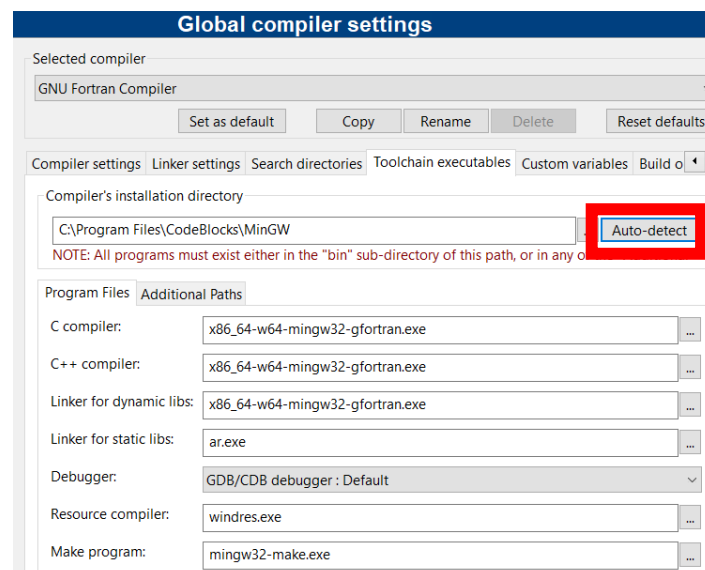 Global compiler settings
Selected compiler
GNU Fortran Compiler
Set as default Copy Rename Delete Reset defaults
Compiler settings Linker settings Search directories Toolchain executables Custom variables Build o
Compiler's installation directory
C:\Program Files\CodeBlocks\MinGW Auto-detect
NOTE: All programs must exist either in the "bin" sub-directory of this path, or in any
Program Files Additional Paths
C compiler: x86_64-w64-mingw32-gfortran.exe ...
C++ compiler: x86_64-w64-mingw32-gfortran.exe ...
Linker for dynamic libs: x86_64-w64-mingw32-gfortran.exe ...
Linker for static libs: ar.exe ...
Debugger: GDB/CDB debugger : Default
Resource compiler: windres.exe ...
Make program: mingw32-make.exe ...